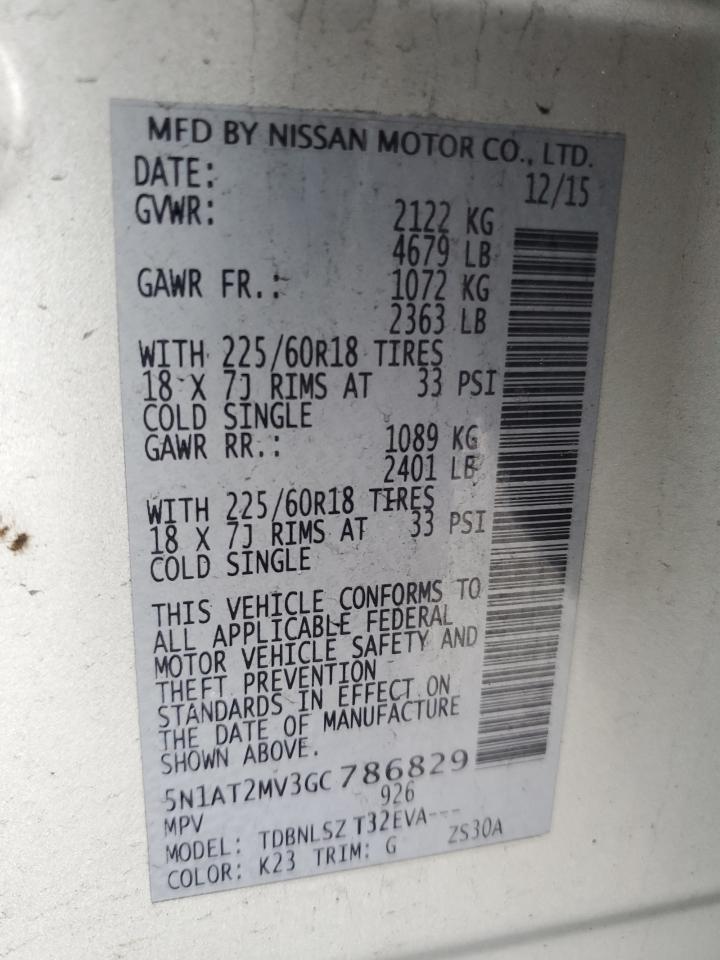 MFD BY NISSAN MOTOR CO., LTD.
DATE: 12/15
GVWR: 2122 KG
4679 LB
GAWR FR.: 1072 KG
2363 LB
WITH 225/60R18 TIRES
18 X 7J RIMS AT 33 PSI
COLD SINGLE
GAWR RR.: 1089 KG
2401 LB
WITH 225/60R18 TIRES
18 X 7J RIMS AT 33 PSI
COLD SINGLE
THIS VEHICLE CONFORMS TO
ALL APPLICABLE FEDERAL
MOTOR VEHICLE SAFETY AND
THEFT PREVENTION
STANDARDS IN EFFECT ON
THE DATE OF MANUFACTURE
SHOWN ABOVE.
5N1AT2MV3GC786829
MPV 926
MODEL: TDBNLSZ T32EVA---
COLOR: K23 TRIM: G ZS30A